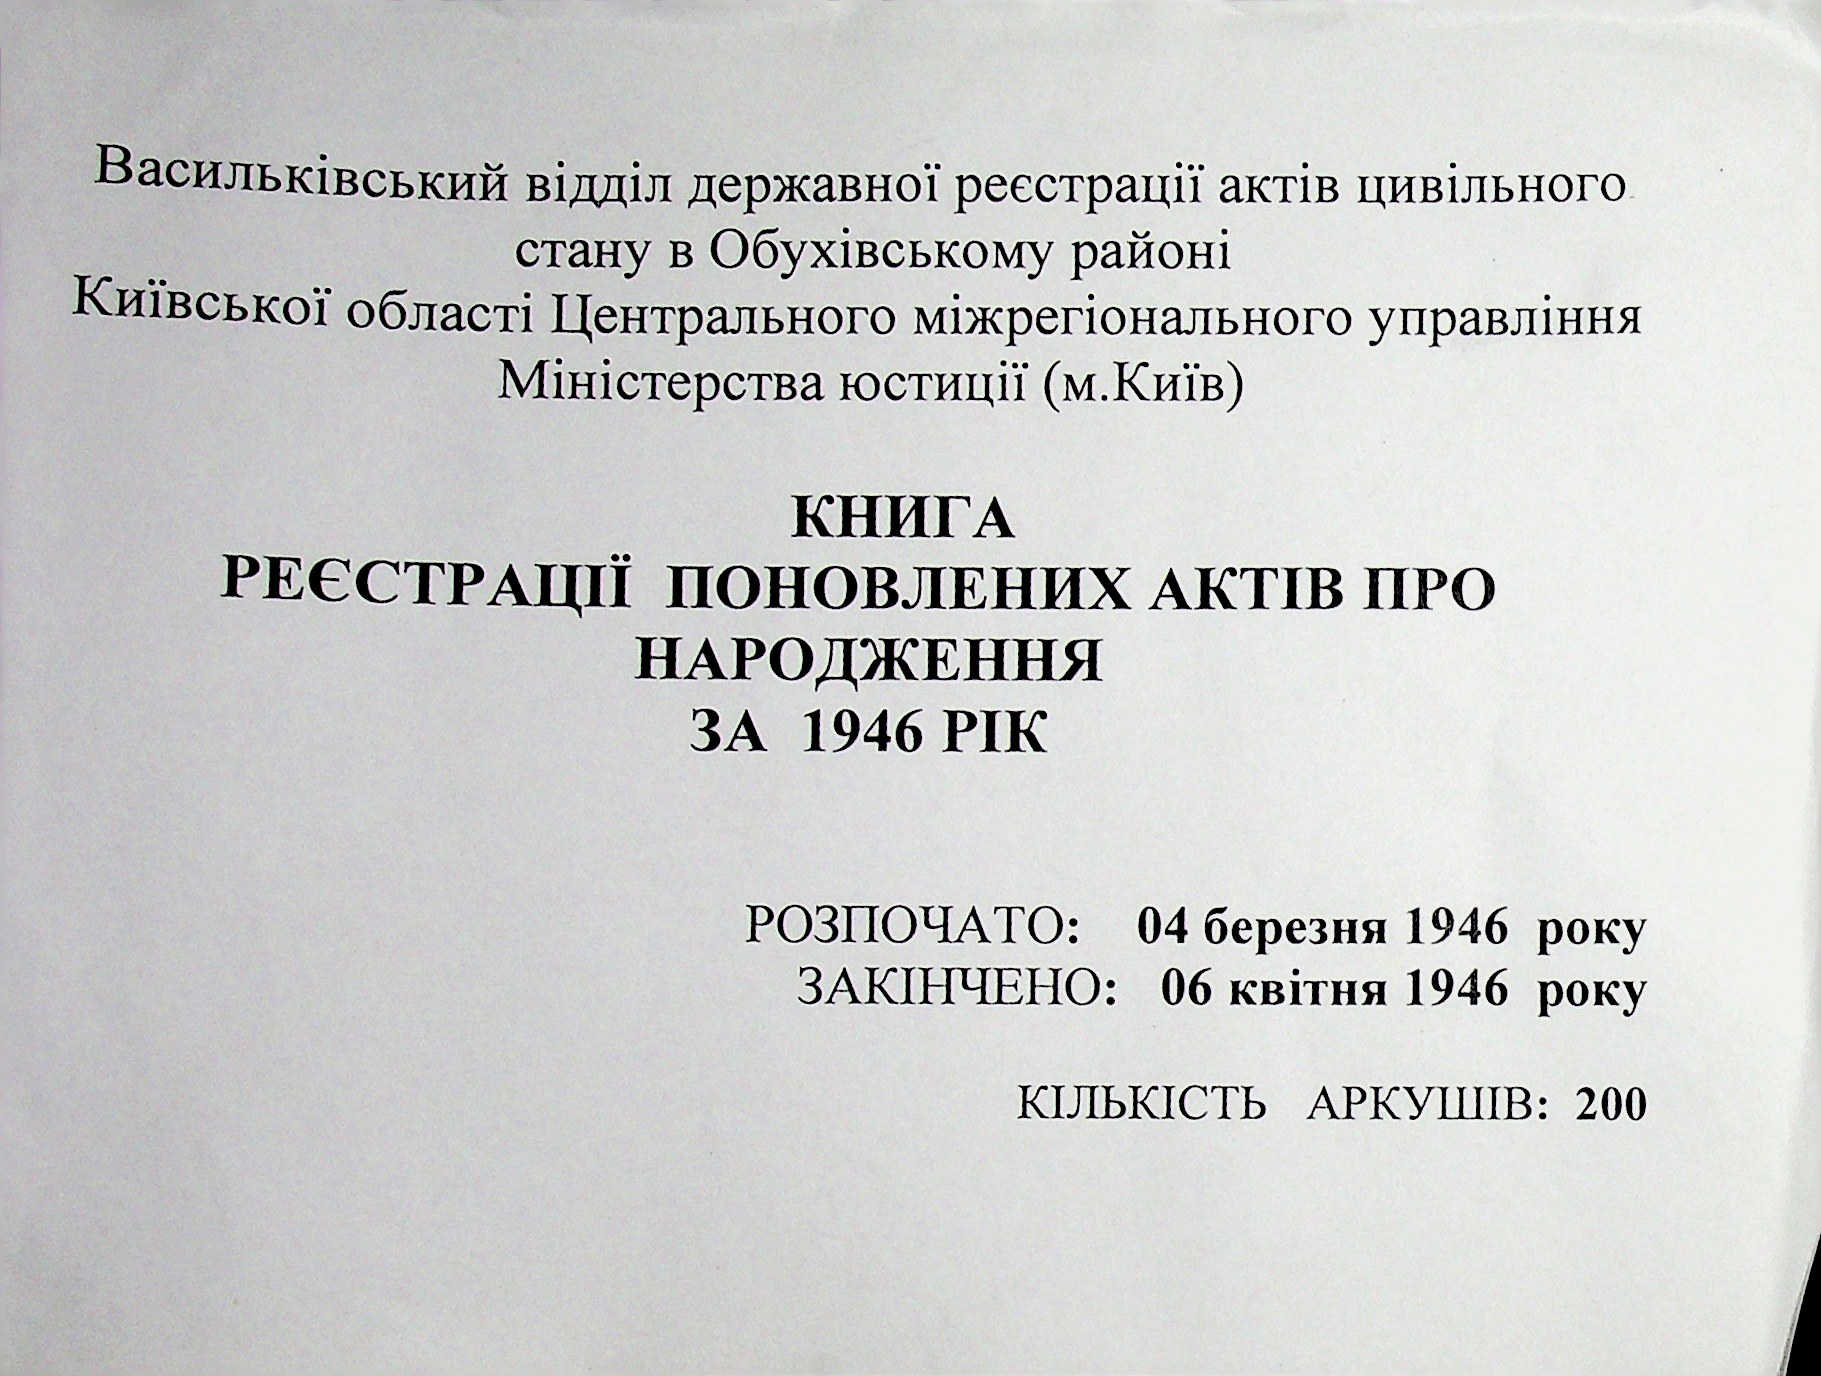 Васильківський відділ державної реєстрації актів цивільного
стану в Обухівському районі
Київської області Центрального міжрегіонального управління
Міністерства юстиції (м.Київ)
КНИГА
РЕЄСТРАЦІЇ ПОНОВЛЕНИХ АКТІВ ПРО
НАРОДЖЕННЯ
ЗА 1946 РІК
РОЗПОЧАТО: 04 березня 1946 року
ЗАКІНЧЕНО: 06 квітня 1946 року
КІЛЬКІСТЬ АРКУШІВ: 200